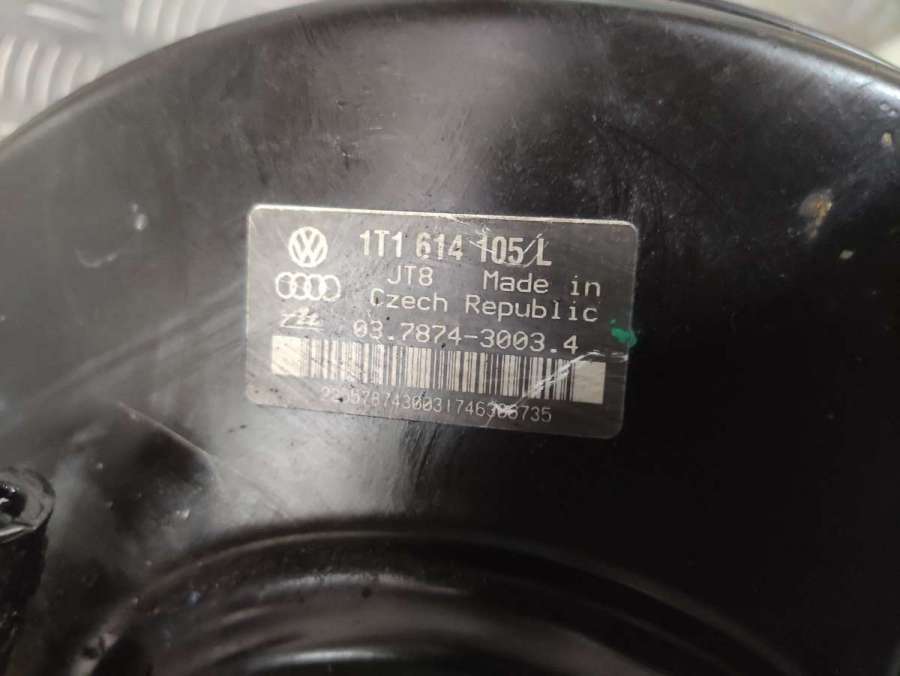 1T1 614 105 L
JT8 Made in
Czech Republic
03.7874-3003.4